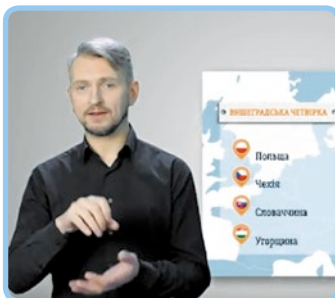 ВИШЕГРАДСЬКА ЧЕТВІРКА
Польща
Чехія
Словаччина
Угорщина